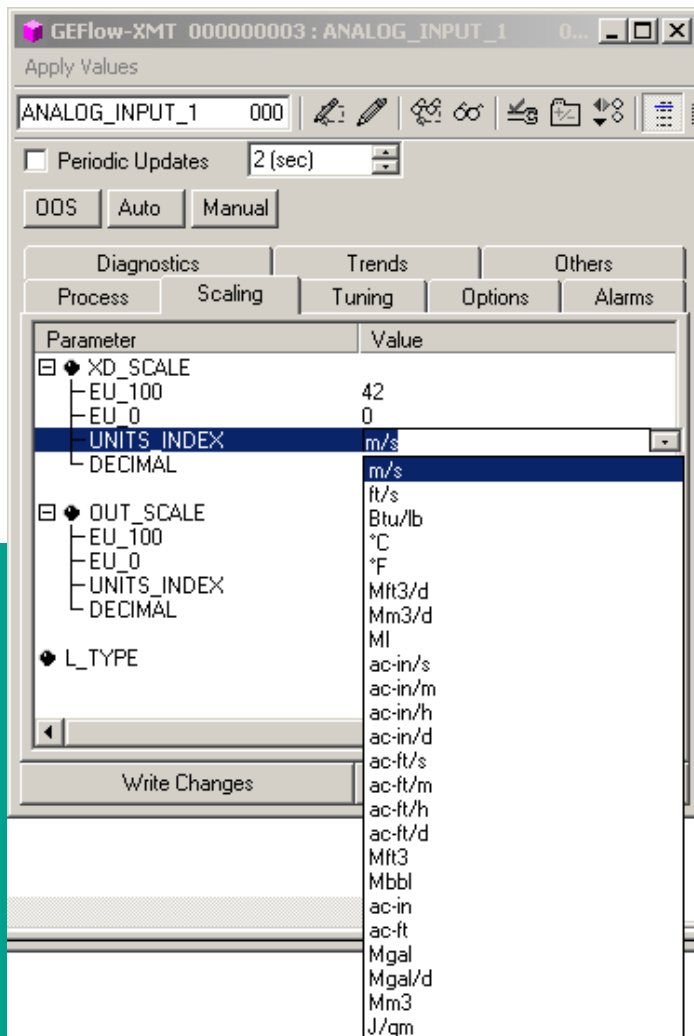 GEFlow-XMT 000000003 : ANALOG_INPUT_1 0...
Apply Values
ANALOG_INPUT_1 000
Periodic Updates 2 (sec)
OOS Auto Manual
Diagnostics Trends Others
Process Scaling Tuning Options Alarms
Parameter Value
XD_SCALE
EU_100 42
EU_0 0
UNITS_INDEX m/s
DECIMAL
OUT_SCALE
EU_100
EU_0
UNITS_INDEX
DECIMAL
L_TYPE
Write Changes
m/s
ft/s
Btu/lb
°C
°F
Mft3/d
Mm3/d
Ml
ac-in/s
ac-in/m
ac-in/h
ac-in/d
ac-ft/s
ac-ft/m
ac-ft/h
ac-ft/d
Mft3
Mbbl
ac-in
ac-ft
Mgal
Mgal/d
Mm3
J/gm